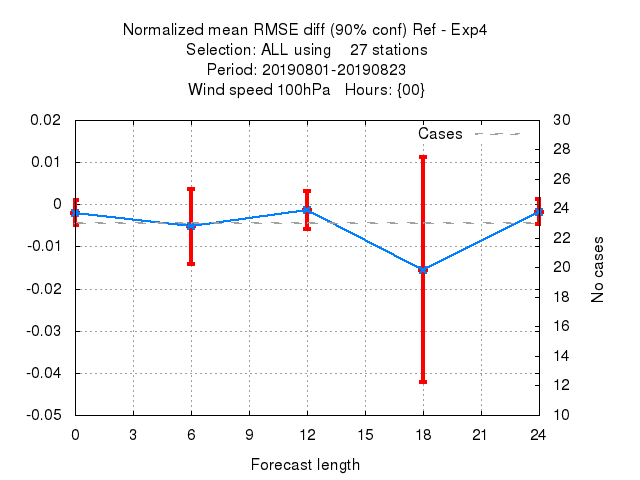 Normalized mean RMSE diff (90% conf) Ref - Exp4
Selection: ALL using    27 stations
Period: 20190801-20190823
Wind speed 100hPa   Hours: {00}
Cases
0.02
0.01
0
-0.01
-0.02
-0.03
-0.04
-0.05
30
28
26
24
23
22
20
18
16
14
12
10
No cases
0 3 6 9 12 15 18 21 24
Forecast length